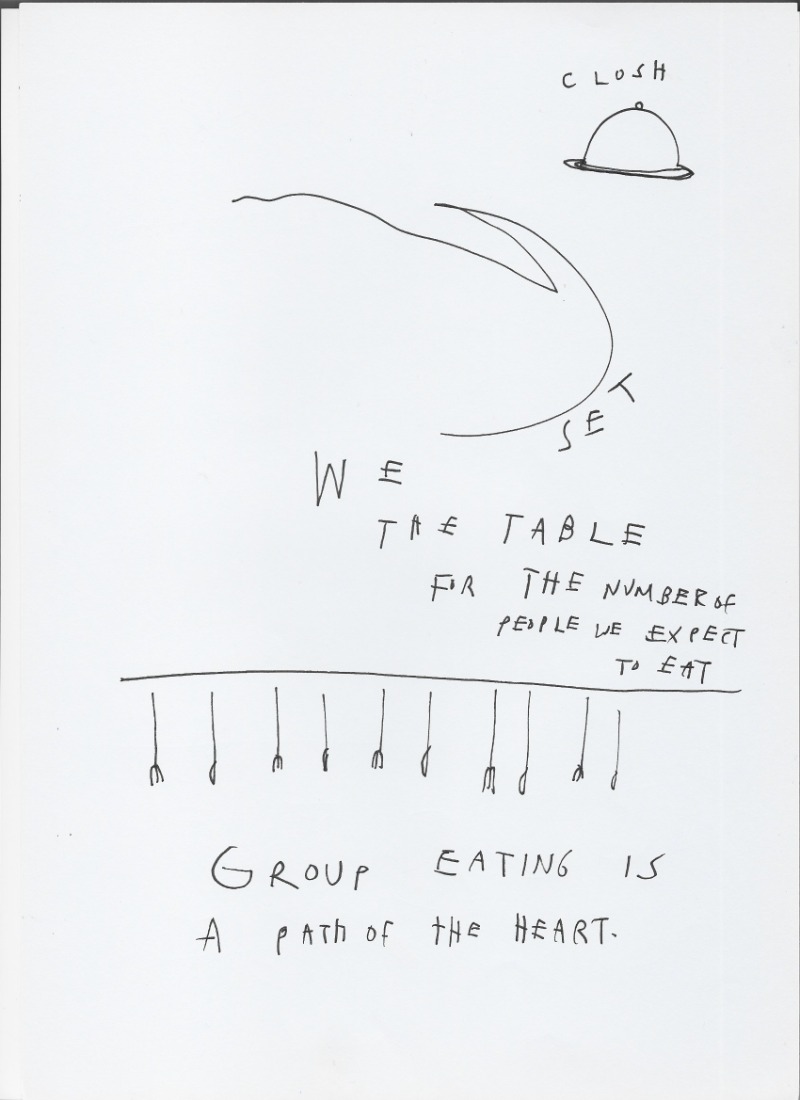 CLOSH
SET
WE
THE TABLE
FOR THE NUMBER OF
PEOPLE WE EXPECT
TO EAT
GROUP EATING IS
A PATH OF THE HEART.